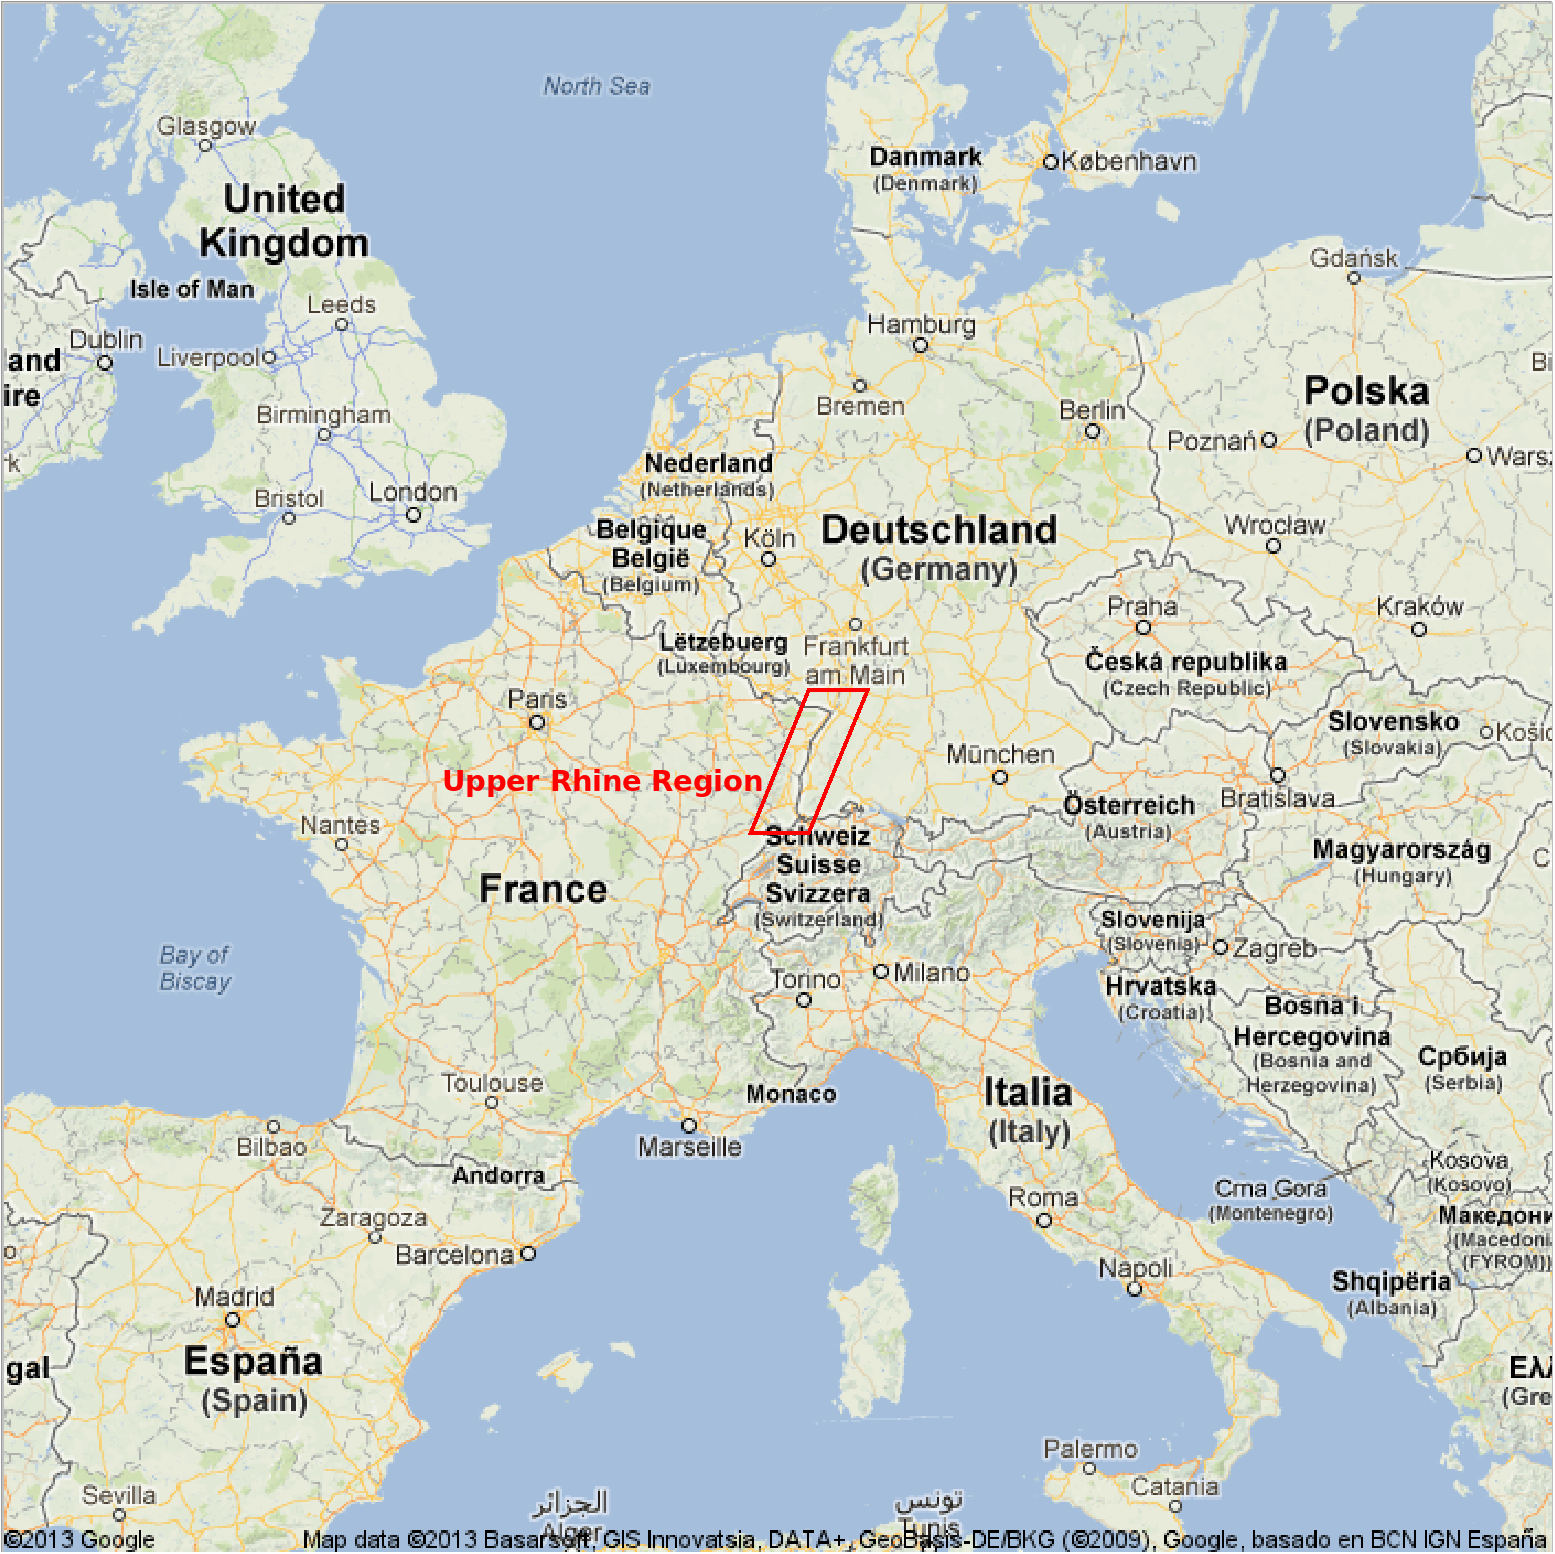 North Sea
Glasgow
Danmark
(Denmark)
København
United
Kingdom
Isle of Man
Gdańsk
Leeds
Hamburg
Dublin
Liverpool
and
ire
Bi
Bremen
Berlin
Polska
(Poland)
Birmingham
Poznań
Wars
Nederland
(Netherlands)
'k
Bristol
London
Belgique
België
(Belgium)
Köln
Deutschland
(Germany)
Wrocław
Praha
Kraków
Lëtzebuerg
(Luxembourg)
Frankfurt
am Main
Česká republika
(Czech Republic)
Paris
Slovensko
(Slovakia)
Košic
München
Upper Rhine Region
Nantes
Österreich
(Austria)
Bratislava
Schweiz
Suisse
Svizzera
(Switzerland)
Magyarország
(Hungary)
C
France
Slovenija
(Slovenia)
Zagreb
Bay of
Biscay
Torino
Milano
Hrvatska
(Croatia)
Bosna i
Hercegovina
(Bosnia and
Herzegovina)
Србија
(Serbia)
Toulouse
Monaco
Italia
(Italy)
Bilbao
Marseille
Andorra
Kosova
(Kosovo)
Crna Gora
(Montenegro)
Roma
Македони
(Macedoni
(FYROM))
Zaragoza
o
Barcelona
Napoli
Shqipëria
(Albania)
Madrid
España
(Spain)
gal
Ελλ
(Gre
Palermo
Catania
Sevilla
الجزائر
Alger
تونس
Tunis
©2013 Google
Map data ©2013 Basarsoft, GIS Innovatsia, DATA+, GeoBasis-DE/BKG (©2009), Google, basado en BCN IGN España